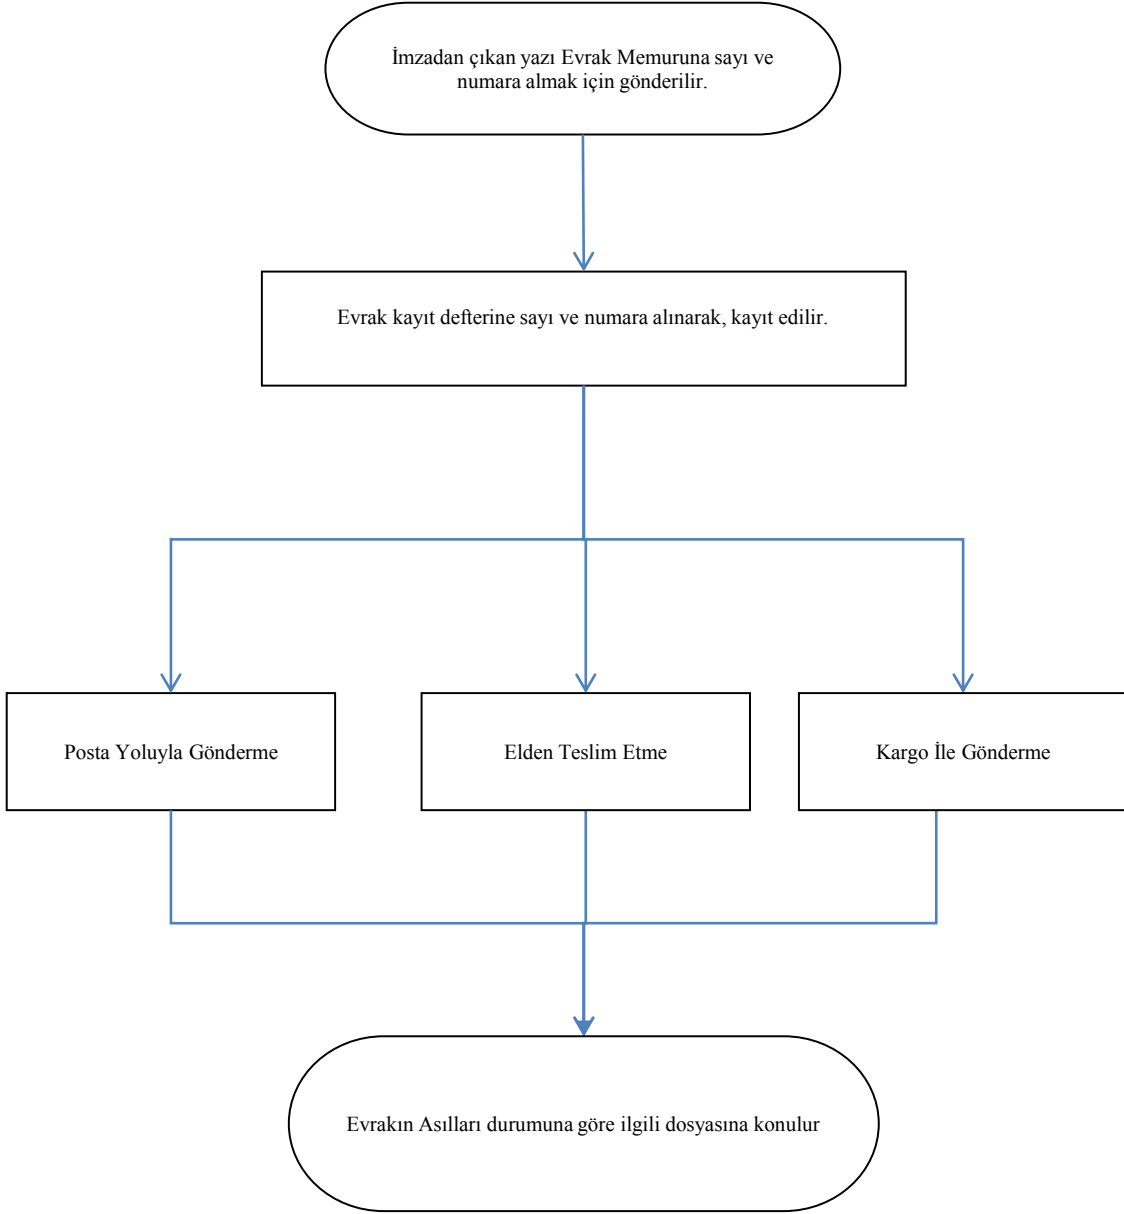 İmzadan çıkan yazı Evrak Memuruna sayı ve
numara almak için gönderilir.
Evrak kayıt defterine sayı ve numara alınarak, kayıt edilir.
Posta Yoluyla Gönderme
Elden Teslim Etme
Kargo İle Gönderme
Evrakın Asılları durumuna göre ilgili dosyasına konulur